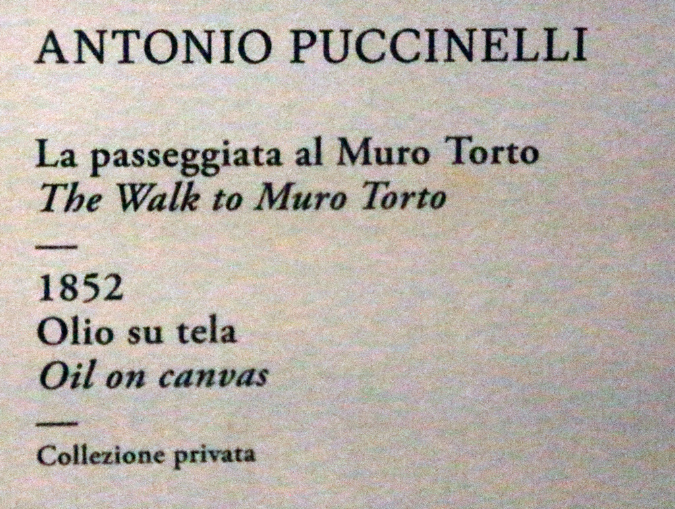 ANTONIO PUCCINELLI
La passeggiata al Muro Torto
The Walk to Muro Torto
—
1852
Olio su tela
Oil on canvas
—
Collezione privata